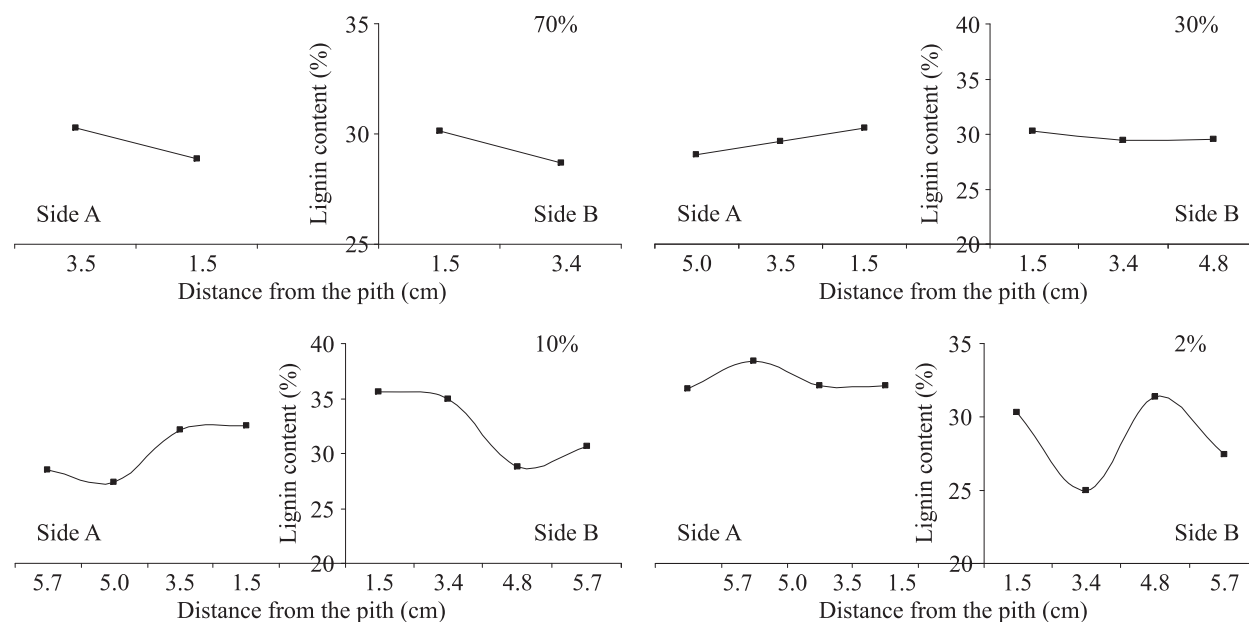 35
30
25
Lignin content (%)
70%
Side A
Side B
3.5 1.5 1.5 3.4
Distance from the pith (cm)
40
35
30
25
20
Lignin content (%)
30%
Side A
Side B
5.0 3.5 1.5 1.5 3.4 4.8
Distance from the pith (cm)
40
35
30
25
20
Lignin content (%)
10%
Side A
Side B
5.7 5.0 3.5 1.5 1.5 3.4 4.8 5.7
Distance from the pith (cm)
35
30
25
20
Lignin content (%)
2%
Side A
Side B
5.7 5.0 3.5 1.5 1.5 3.4 4.8 5.7
Distance from the pith (cm)